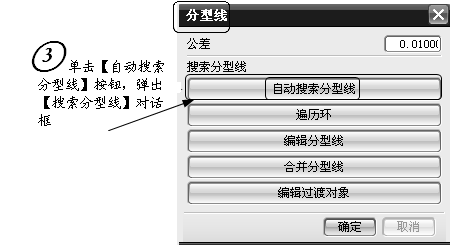 ③ 单击【自动搜索
分型线】按钮，弹出
【搜索分型线】对话
框
分型线
公差 0.0100
搜索分型线
自动搜索分型线
遍历环
编辑分型线
合并分型线
编辑过渡对象
确定 取消